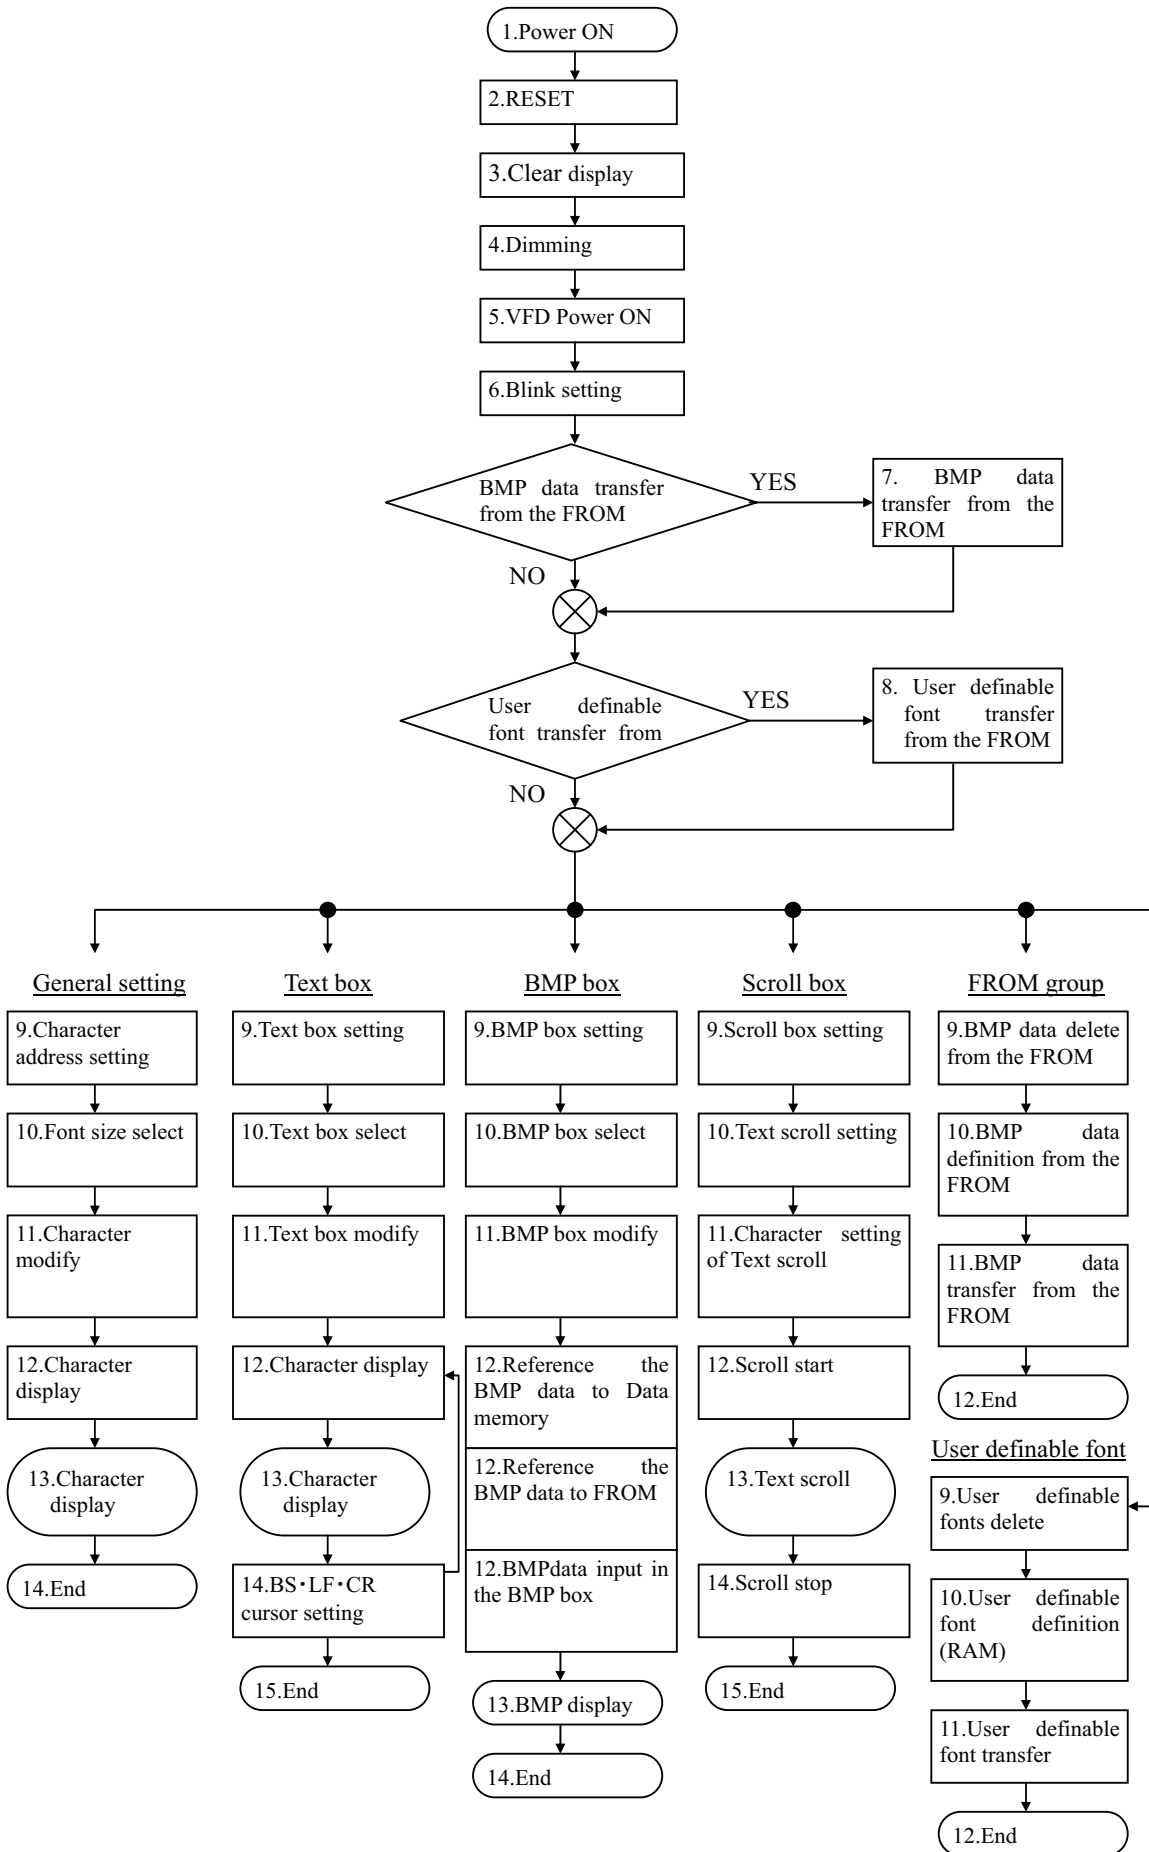 1.Power ON
2.RESET
3.Clear display
4.Dimming
5.VFD Power ON
6.Blink setting
BMP data transfer
from the FROM
YES
7. BMP data
transfer from the
FROM
NO
User definable
font transfer from
YES
8. User definable
font transfer
from the FROM
NO
General setting
9.Character
address setting
10.Font size select
11.Character
modify
12.Character
display
13.Character
display
14.End
Text box
9.Text box setting
10.Text box select
11.Text box modify
12.Character display
13.Character
display
14.BS・LF・CR
cursor setting
15.End
BMP box
9.BMP box setting
10.BMP box select
11.BMP box modify
12.Reference the
BMP data to Data
memory
12.Reference the
BMP data to FROM
12.BMPdata input in
the BMP box
13.BMP display
14.End
Scroll box
9.Scroll box setting
10.Text scroll setting
11.Character setting
of Text scroll
12.Scroll start
13.Text scroll
14.Scroll stop
15.End
FROM group
9.BMP data delete
from the FROM
10.BMP data
definition from the
FROM
11.BMP data
transfer from the
FROM
12.End
User definable font
9.User definable
fonts delete
10.User definable
font definition
(RAM)
11.User definable
font transfer
12.End